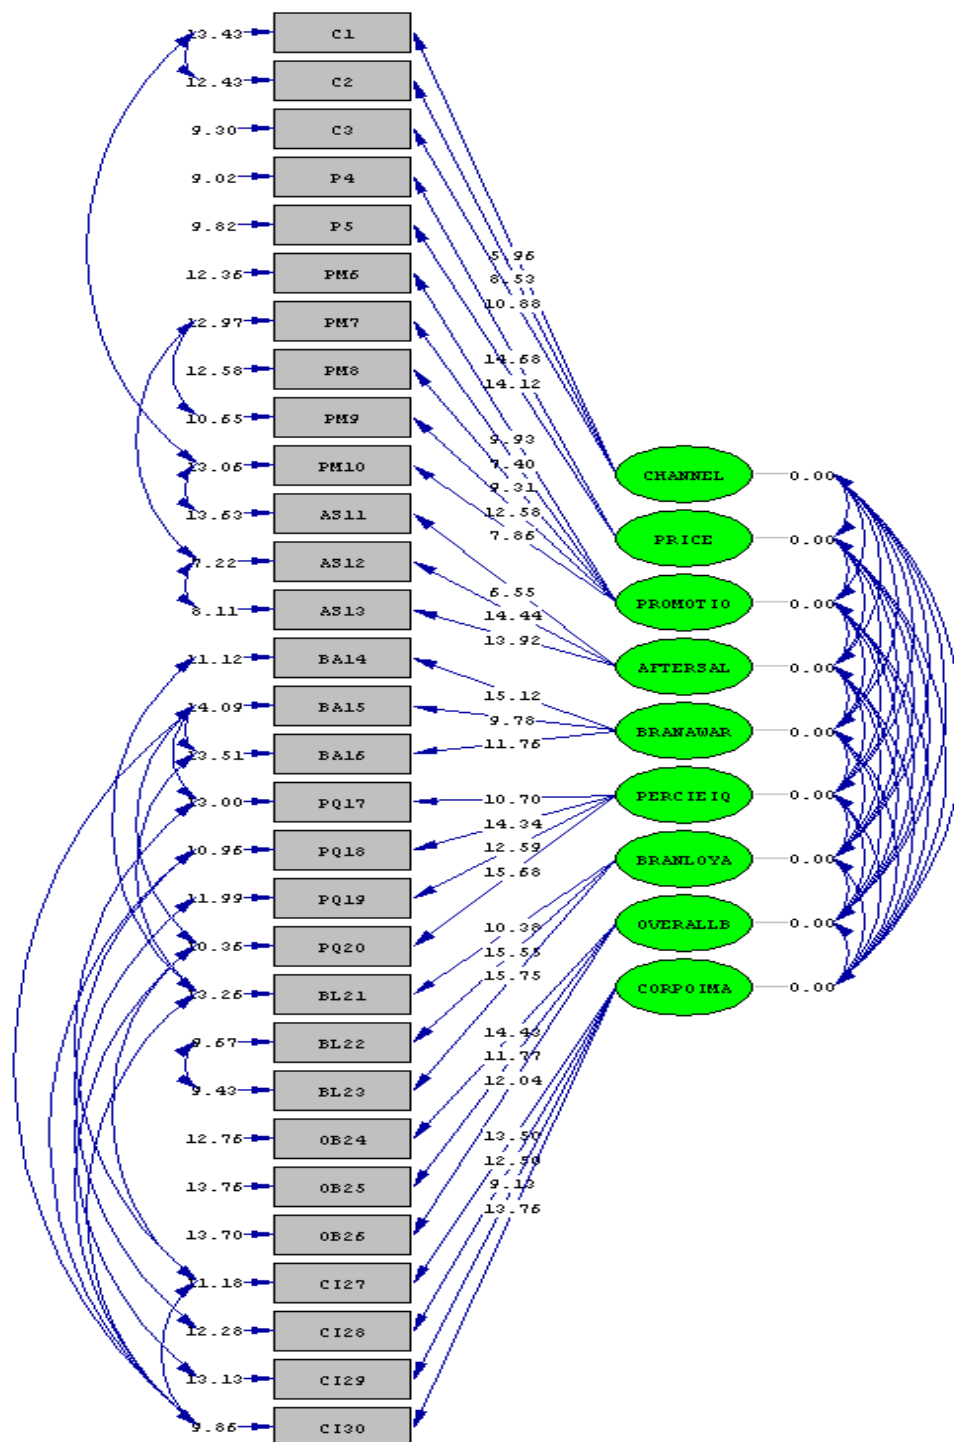 13.43 C1
12.43 C2
9.30 C3
9.02 P4
9.82 P5
12.36 PM6
12.97 PM7
12.58 PM8
10.65 PM9
13.06 PM10
13.63 AS11
7.22 AS12
8.11 AS13
11.12 BA14
14.09 BA15
13.51 BA16
13.00 PQ17
10.96 PQ18
11.99 PQ19
10.36 PQ20
13.26 BL21
9.67 BL22
9.43 BL23
12.76 OB24
13.76 OB25
13.70 OB26
11.18 CI27
12.28 CI28
13.13 CI29
9.86 CI30
5.96
8.53
10.88
14.68
14.12
9.93
7.40
9.31
12.58
7.86
6.55
14.44
13.92
15.12
9.78
11.76
10.70
14.34
12.59
15.68
10.38
15.55
15.75
14.43
11.77
12.04
13.50
12.50
9.13
13.76
CHANNEL 0.00
PRICE 0.00
PROMOTIO 0.00
AFTERSAL 0.00
BRANAWAR 0.00
PERCIEIQ 0.00
BRANLOYA 0.00
OVERALLB 0.00
CORPOIMA 0.00